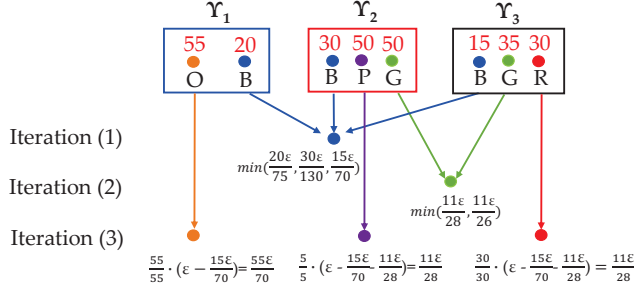 ϒ₁ ϒ₂ ϒ₃
55 20 30 50 50 15 35 30
O B B P G B G R
Iteration (1)
min(20ε/75, 30ε/130, 15ε/70)
Iteration (2)
min(11ε/28, 11ε/26)
Iteration (3)
55/55 · (ε − 15ε/70)= 55ε/70 5/5 · (ε - 15ε/70 - 11ε/28)= 11ε/28 30/30 · (ε - 15ε/70 - 11ε/28) = 11ε/28